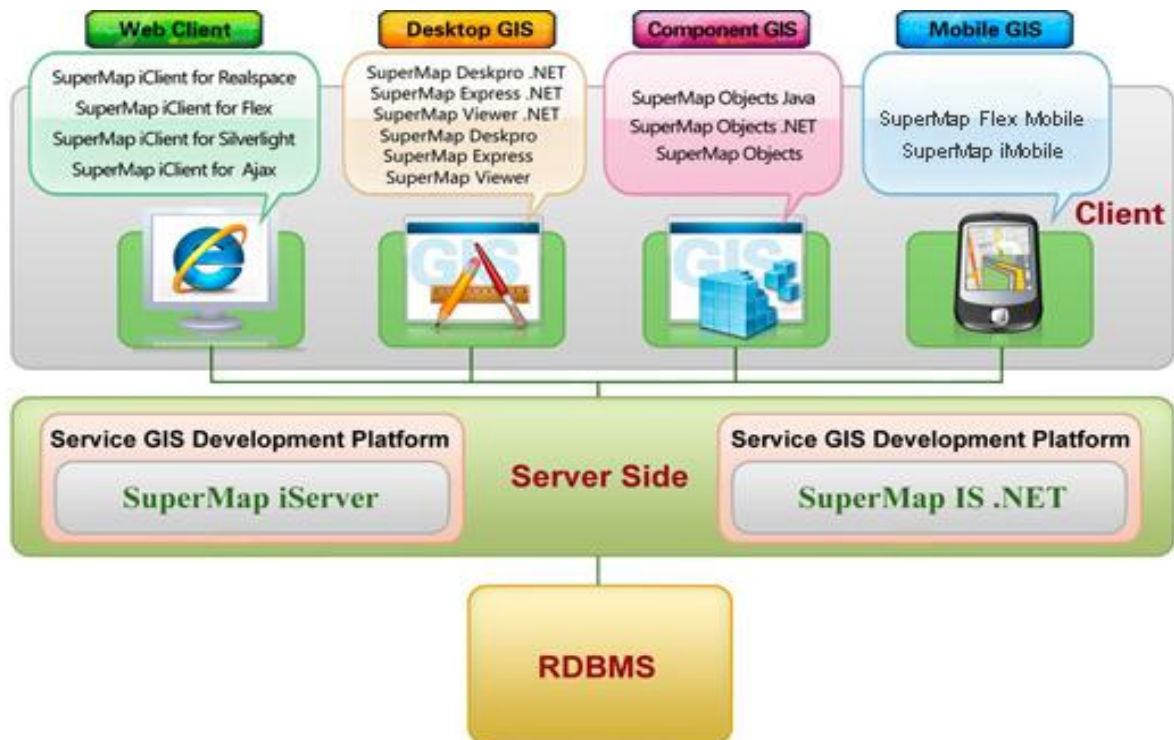 Web Client
Desktop GIS
Component GIS
Mobile GIS
SuperMap iClient for Realspace
SuperMap iClient for Flex
SuperMap iClient for Silverlight
SuperMap iClient for Ajax
SuperMap Deskpro .NET
SuperMap Express .NET
SuperMap Viewer .NET
SuperMap Deskpro
SuperMap Express
SuperMap Viewer
SuperMap Objects Java
SuperMap Objects .NET
SuperMap Objects
SuperMap Flex Mobile
SuperMap iMobile
Client
GIS
GIS
Service GIS Development Platform
SuperMap iServer
Server Side
Service GIS Development Platform
SuperMap IS .NET
RDBMS